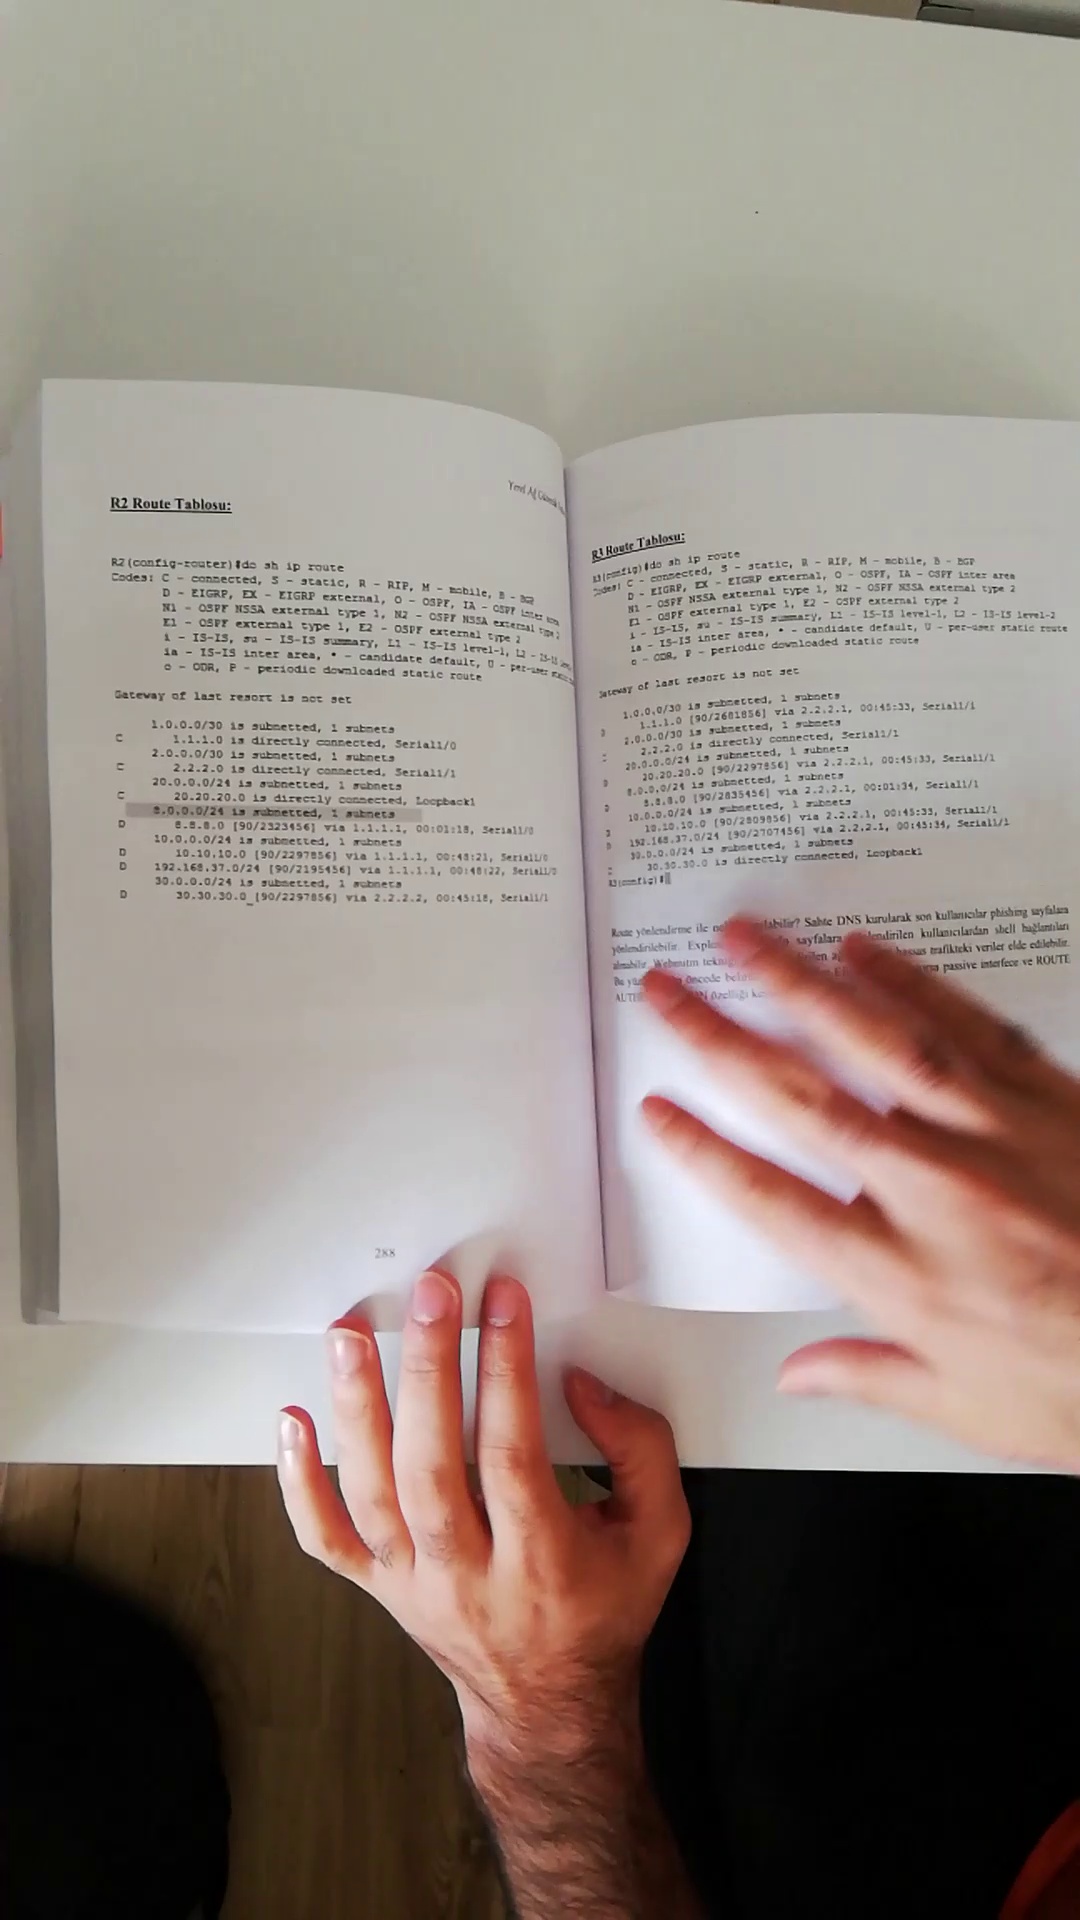 Yerel Ağ
R2 Route Tablosu:
R2(config-router)#do sh ip route
Codes: C - connected, S - static, R - RIP, M - mobile, B - BGP
D - EIGRP, EX - EIGRP external, O - OSPF, IA - OSPF inter area
N1 - OSPF NSSA external type 1, N2 - OSPF NSSA external type 2
E1 - OSPF external type 1, E2 - OSPF external type 2
i - IS-IS, su - IS-IS summary, L1 - IS-IS level-1, L2 - IS-IS
ia - IS-IS inter area, * - candidate default, U - per-user static
o - ODR, P - periodic downloaded static route
Gateway of last resort is not set
1.0.0.0/30 is subnetted, 1 subnets
C 1.1.1.0 is directly connected, Serial1/0
2.0.0.0/30 is subnetted, 1 subnets
C 2.2.2.0 is directly connected, Serial1/1
20.0.0.0/24 is subnetted, 1 subnets
C 20.20.20.0 is directly connected, Loopback1
8.0.0.0/24 is subnetted, 1 subnets
D 8.8.8.0 [90/2323456] via 1.1.1.1, 00:01:18, Serial1/0
10.0.0.0/24 is subnetted, 1 subnets
D 10.10.10.0 [90/2297856] via 1.1.1.1, 00:48:21, Serial1/0
D 192.168.37.0/24 [90/2195456] via 1.1.1.1, 00:48:22, Serial1/0
30.0.0.0/24 is subnetted, 1 subnets
D 30.30.30.0 [90/2297856] via 2.2.2.2, 00:45:18, Serial1/1
288
R3 Route Tablosu:
R3(config)#do sh ip route
Codes: C - connected, S - static, R - RIP, M - mobile, B - BGP
D - EIGRP, EX - EIGRP external, O - OSPF, IA - OSPF inter area
N1 - OSPF NSSA external type 1, N2 - OSPF NSSA external type 2
E1 - OSPF external type 1, E2 - OSPF external type 2
i - IS-IS, su - IS-IS summary, L1 - IS-IS level-1, L2 - IS-IS level-2
ia - IS-IS inter area, * - candidate default, U - per-user static route
o - ODR, P - periodic downloaded static route
Gateway of last resort is not set
1.0.0.0/30 is subnetted, 1 subnets
D 1.1.1.0 [90/2681856] via 2.2.2.1, 00:45:33, Serial1/1
2.0.0.0/30 is subnetted, 1 subnets
C 2.2.2.0 is directly connected, Serial1/1
20.0.0.0/24 is subnetted, 1 subnets
D 20.20.20.0 [90/2297856] via 2.2.2.1, 00:45:33, Serial1/1
8.0.0.0/24 is subnetted, 1 subnets
D 8.8.8.0 [90/2835456] via 2.2.2.1, 00:01:34, Serial1/1
10.0.0.0/24 is subnetted, 1 subnets
D 10.10.10.0 [90/2809856] via 2.2.2.1, 00:45:33, Serial1/1
D 192.168.37.0/24 [90/2707456] via 2.2.2.1, 00:45:34, Serial1/1
30.0.0.0/24 is subnetted, 1 subnets
C 30.30.30.0 is directly connected, Loopback1
R3(config)#
Route yönlendirme ile Sahte DNS kurularak son kullanıcılar phishing sayfalara
yönlendirilebilir. sayfalara kullanıcılardan shell bağlantıları
alınabilir. Webmitm hassas trafikteki veriler elde edilebilir.
Bu öncede passive interfece ve ROUTE
özelliği